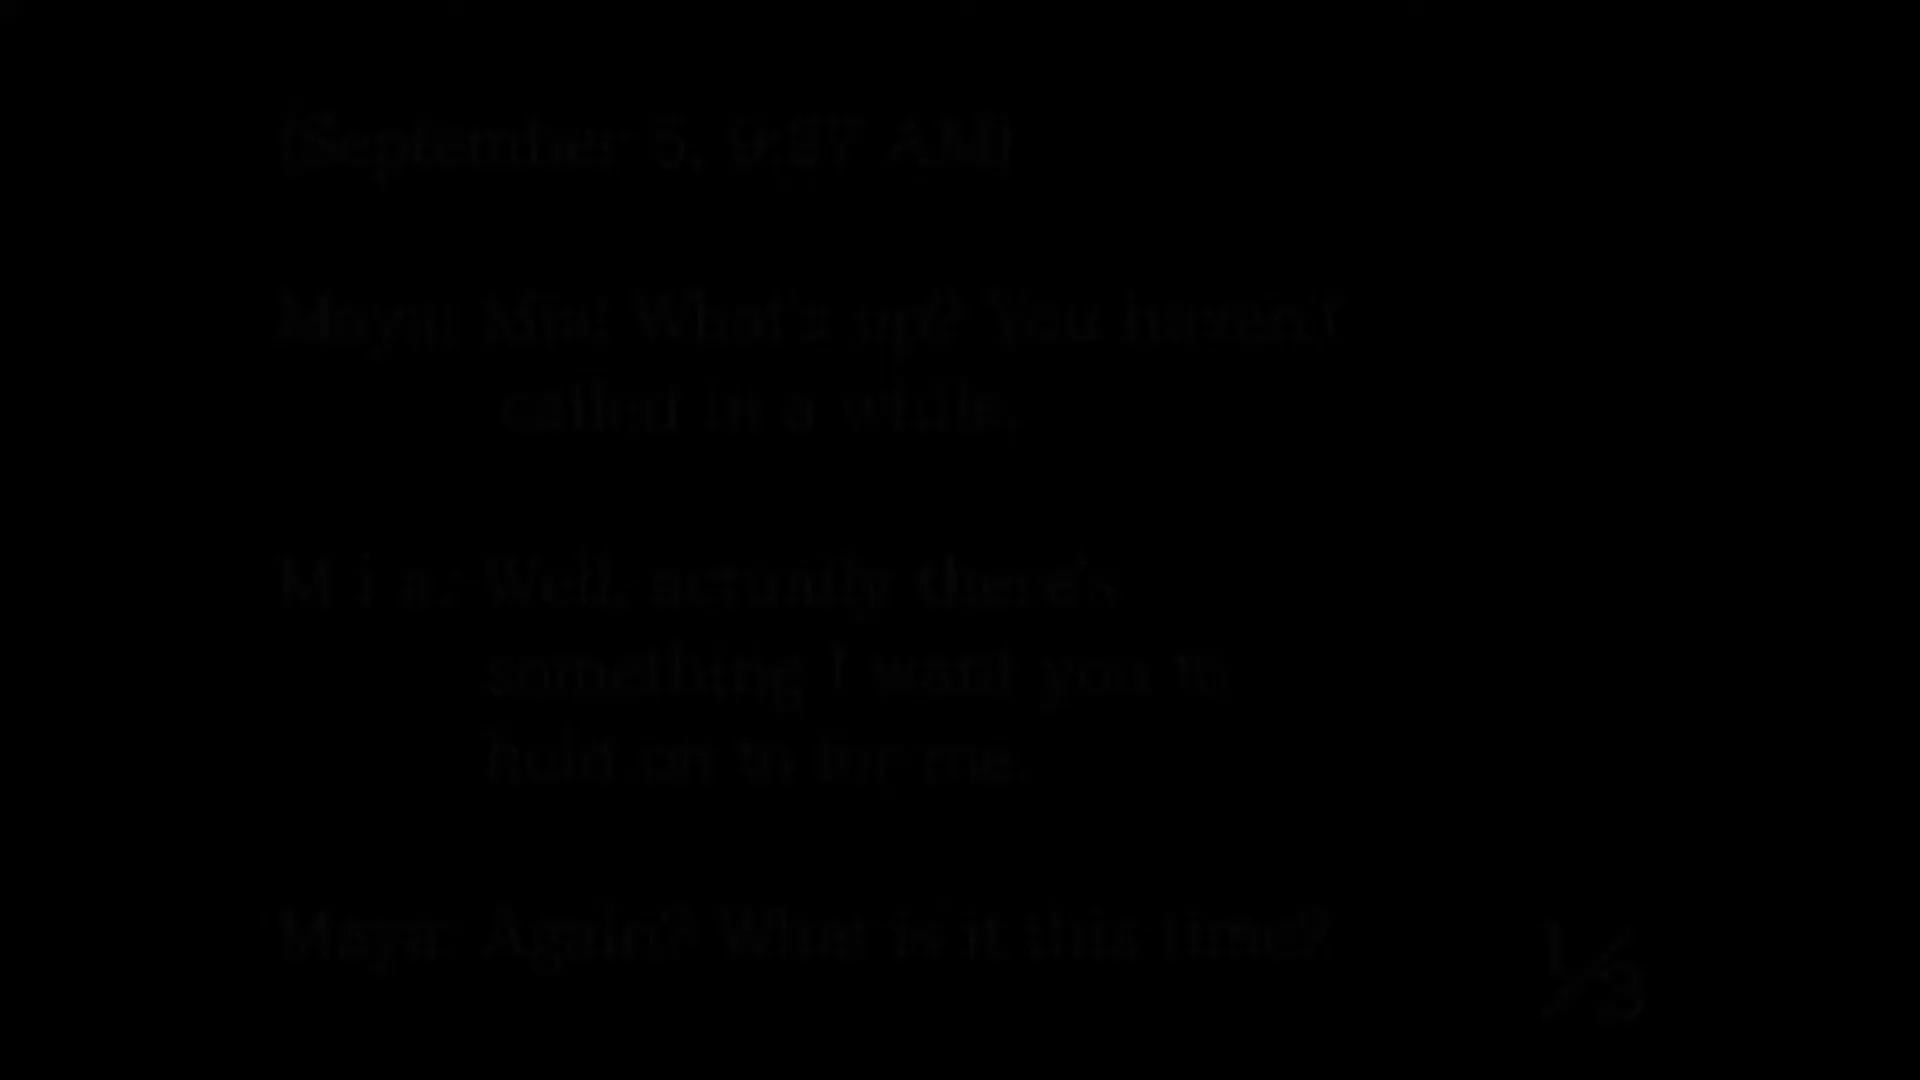 (September 5, 9:27 AM)
Maya: Mia! What's up? You haven't
called in a while.
M i a : Well, actually there's
something I want you to
hold on to for me.
Maya: Again? What is it this time?
1/3